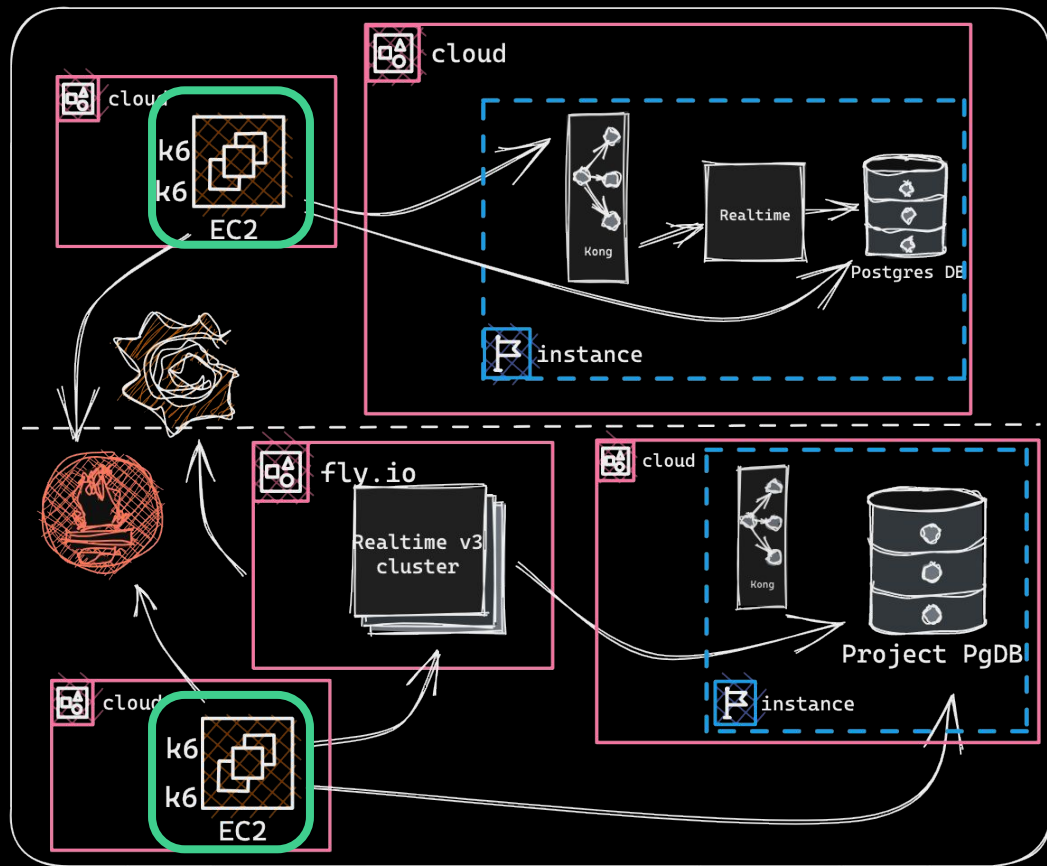 cloud
k6
k6
EC2
cloud
Kong
Realtime
Postgres DB
instance
fly.io
Realtime v3
cluster
cloud
Kong
Project PgDB
instance
cloud
k6
k6
EC2